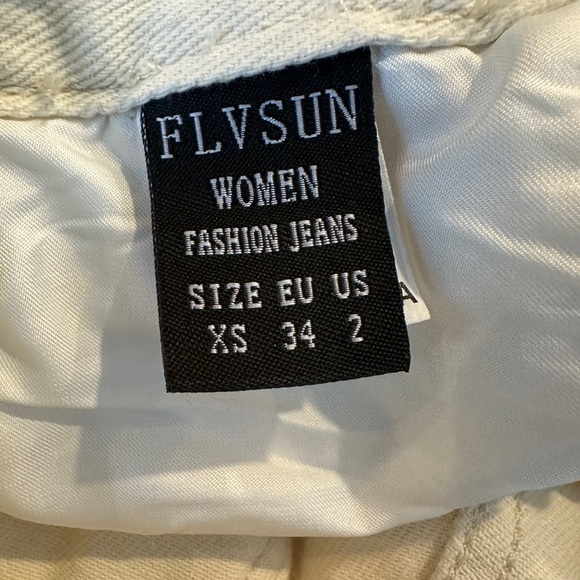 FLVSUN
WOMEN
FASHION JEANS
SIZE EU US
XS 34 2
A